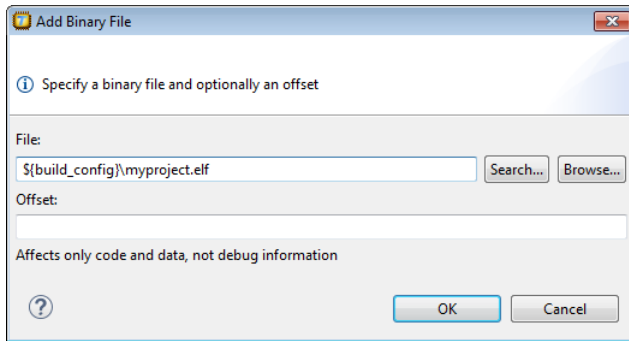 Add Binary File
Specify a binary file and optionally an offset
File:
${build_config}\myproject.elf
Search... Browse...
Offset:
Affects only code and data, not debug information
OK Cancel